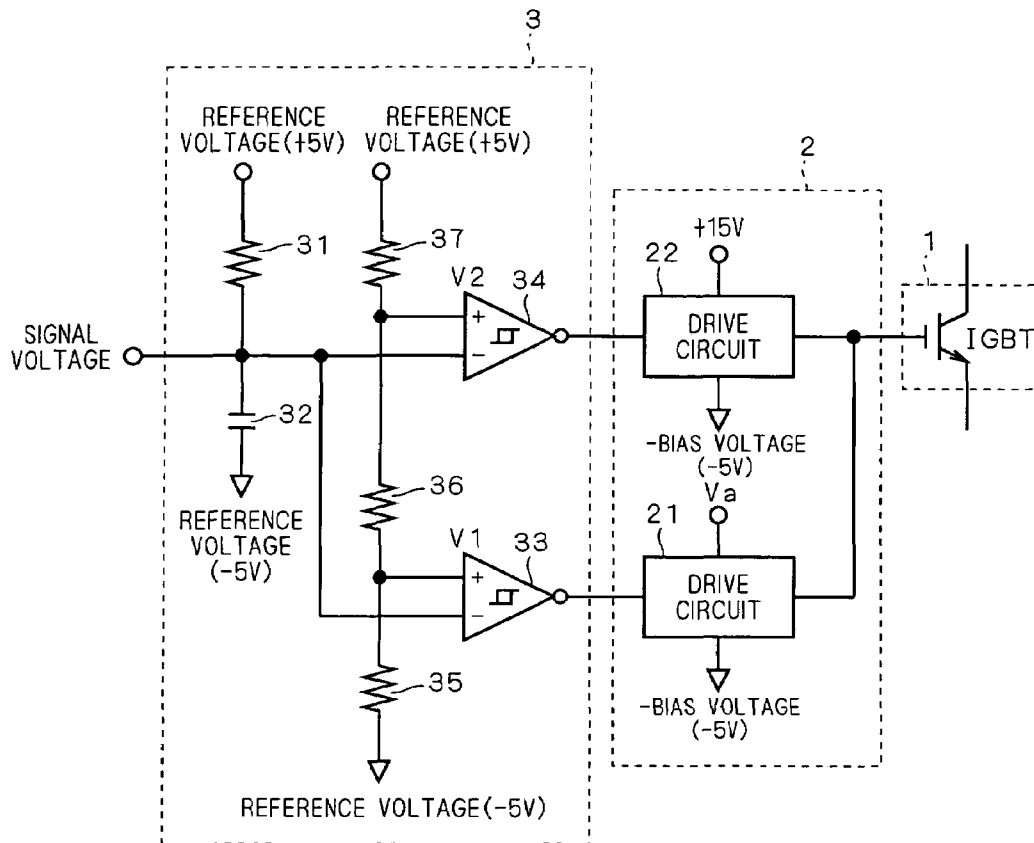 3
REFERENCE
VOLTAGE(+5V)
REFERENCE
VOLTAGE(+5V)
2
+15V
1
31
37
22
V2
34
DRIVE
CIRCUIT
SIGNAL
VOLTAGE
+
−
IGBT
32
-BIAS VOLTAGE
(-5V)
Va
REFERENCE
VOLTAGE
(-5V)
36
21
V1
33
DRIVE
CIRCUIT
+
−
35
-BIAS VOLTAGE
(-5V)
REFERENCE VOLTAGE(-5V)